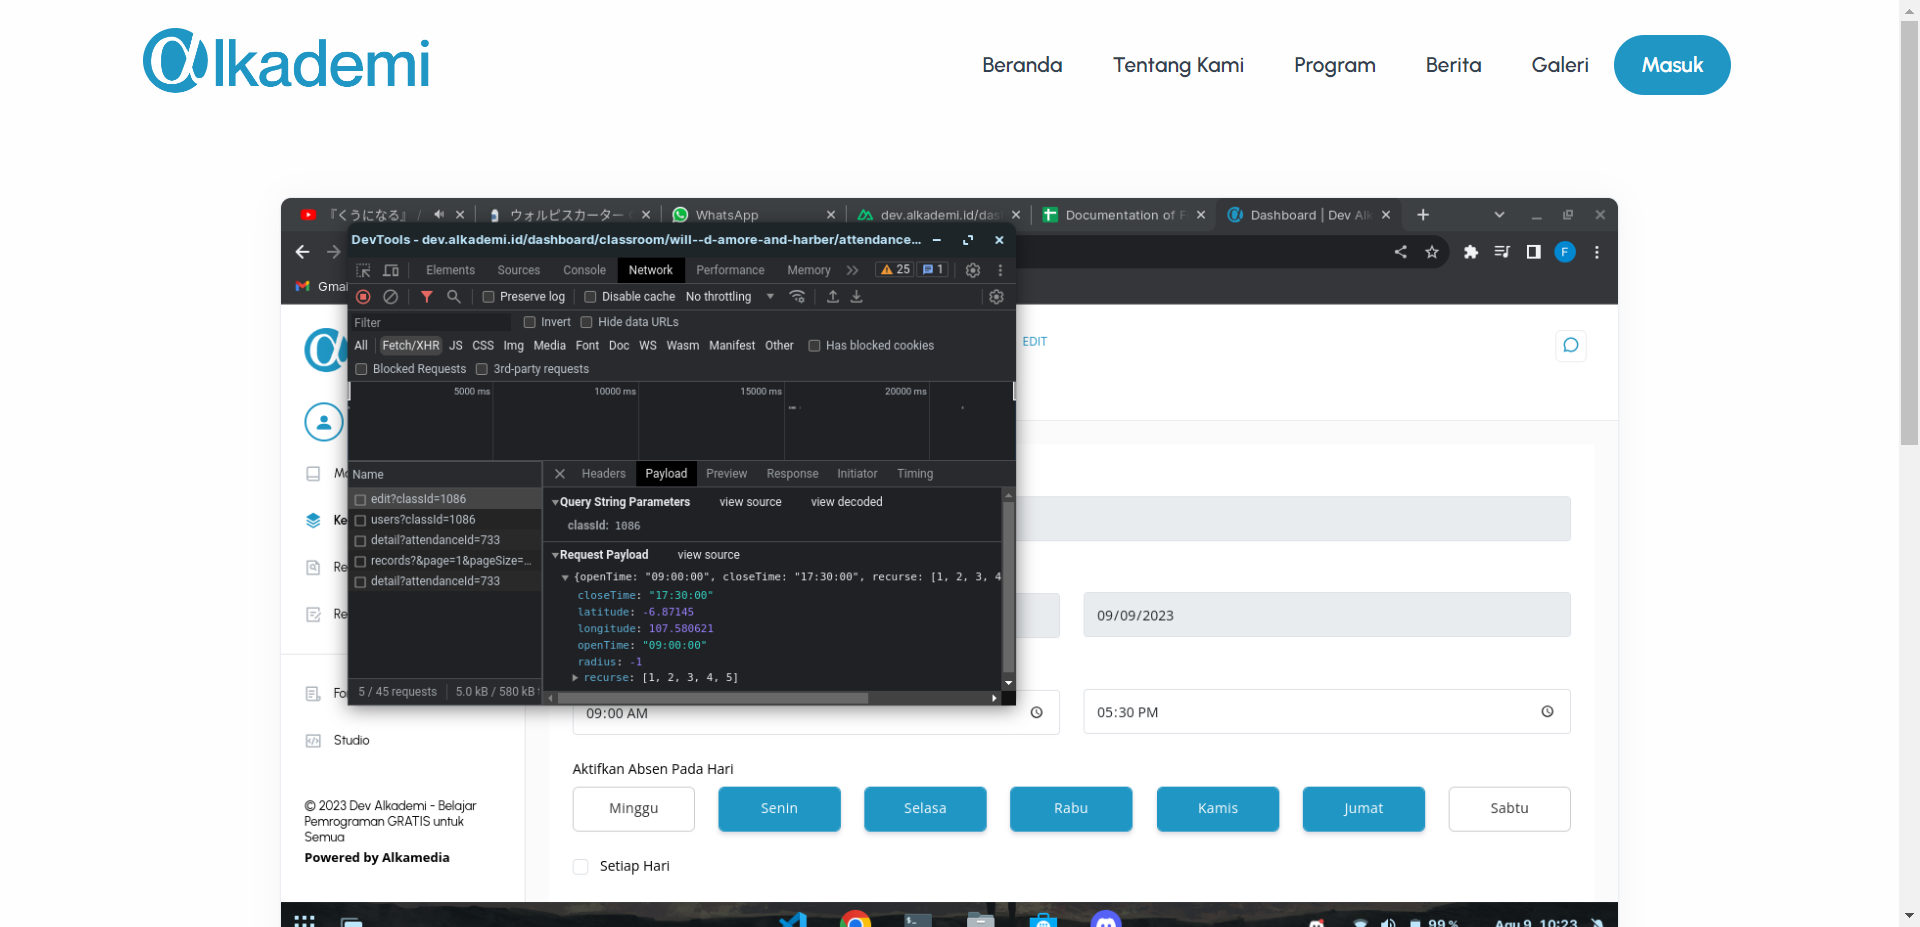 alkademi
Beranda
Tentang Kami
Program
Berita
Galeri
Masuk
『くうになる』 /
ウォルピスカーター
WhatsApp
dev.alkademi.id/das
Documentation of F
Dashboard | Dev Alk
DevTools - dev.alkademi.id/dashboard/classroom/will--d-amore-and-harber/attendance...
F
Elements
Sources
Console
Network
Performance
Memory
25
1
Gmai
Preserve log
Disable cache
No throttling
Filter
Invert
Hide data URLs
All
Fetch/XHR
JS
CSS
Img
Media
Font
Doc
WS
Wasm
Manifest
Other
Has blocked cookies
EDIT
Blocked Requests
3rd-party requests
5000 ms
10000 ms
15000 ms
20000 ms
Name
Headers
Payload
Preview
Response
Initiator
Timing
edit?classId=1086
users?classId=1086
detail?attendanceId=733
records?&page=1&pageSize=...
detail?attendanceId=733
Query String Parameters
view source
view decoded
classId: 1086
Request Payload
view source
{openTime: "09:00:00", closeTime: "17:30:00", recurse: [1, 2, 3, 4
closeTime: "17:30:00"
latitude: -6.87145
longitude: 107.580621
openTime: "09:00:00"
radius: -1
recurse: [1, 2, 3, 4, 5]
5 / 45 requests
5.0 kB / 580 kB
Ke
Re
Re
Fo
Studio
09/09/2023
09:00 AM
05:30 PM
Aktifkan Absen Pada Hari
Minggu
Senin
Selasa
Rabu
Kamis
Jumat
Sabtu
Setiap Hari
© 2023 Dev Alkademi - Belajar
Pemrograman GRATIS untuk
Semua
Powered by Alkamedia
99 %
Agu 9 10:23